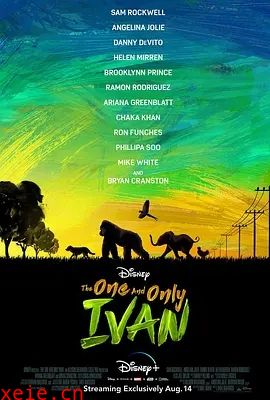 SAM ROCKWELL
ANGELINA JOLIE
DANNY DeVITO
HELEN MIRREN
BROOKLYNN PRINCE
RAMON RODRIGUEZ
ARIANA GREENBLATT
CHAKA KHAN
RON FUNCHES
PHILLIPA SOO
MIKE WHITE
AND
BRYAN CRANSTON
Disney
The One And Only
IVAN
Disney+
Streaming Exclusively Aug. 14
xeie.cn